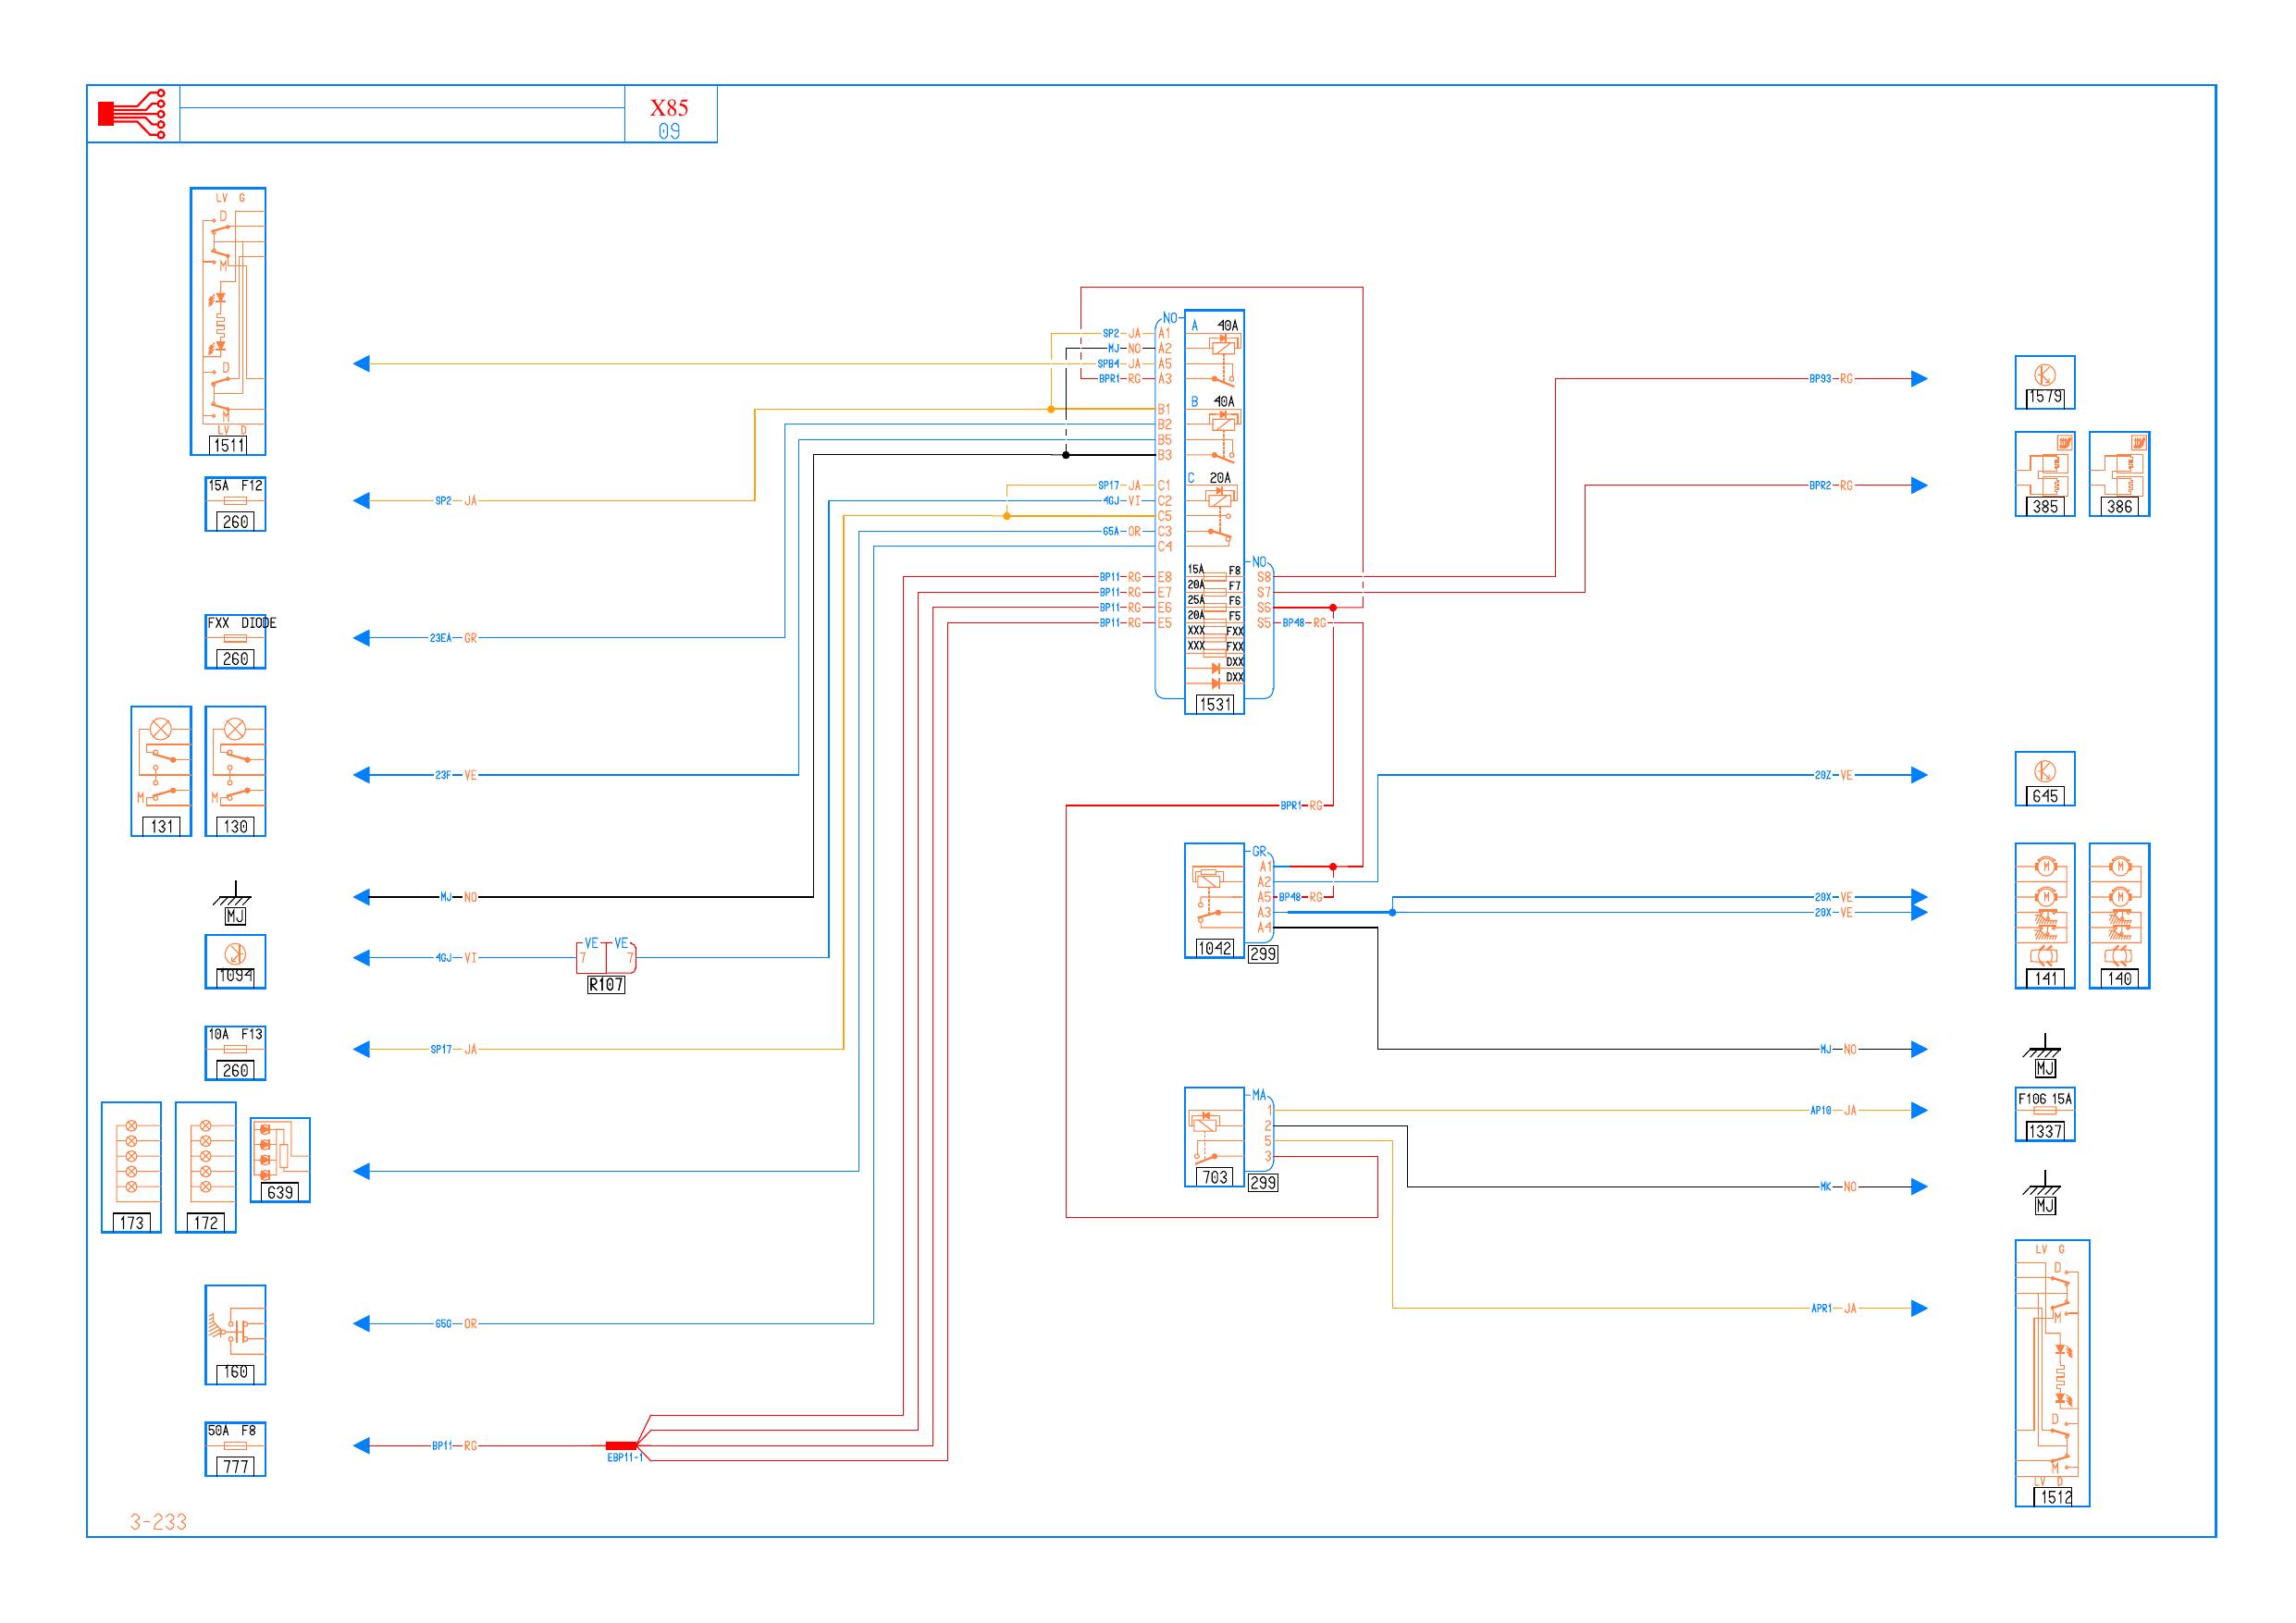 X85
09
LV G
D
M
D
M
LV D
1511
15A F12
260
FXX DIODE
260
131
M
130
M
MJ
1094
10A F13
260
173
172
639
160
50A F8
777
3-233
SP2 JA
23EA GR
23F VE
MJ NO
4GJ VI
VE VE
7 7
R107
SP17 JA
65G OR
BP11 RG
EBP11-1
NO
SP2 JA A1
MJ NO A2
SPB4 JA A5
BPR1 RG A3
B1
B2
B5
B3
SP17 JA C1
4GJ VI C2
C5
65A OR C3
C4
BP11 RG E8
BP11 RG E7
BP11 RG E6
BP11 RG E5
A 40A
B 40A
C 20A
15A F8
20A F7
25A F6
20A F5
XXX FXX
XXX FXX
DXX
DXX
1531
NO
S8
S7
S6
S5 BP48 RG
BPR1 RG
GR
A1
A2
A5 BP48 RG
A3
A4
1042
299
MA
1
2
5
3
703
299
BP93 RG
BPR2 RG
20Z VE
20X VE
20X VE
MJ NO
AP10 JA
MK NO
APR1 JA
1579
385
386
645
M
M
141
M
M
140
MJ
F106 15A
1337
MJ
LV G
D
M
D
M
LV D
1512